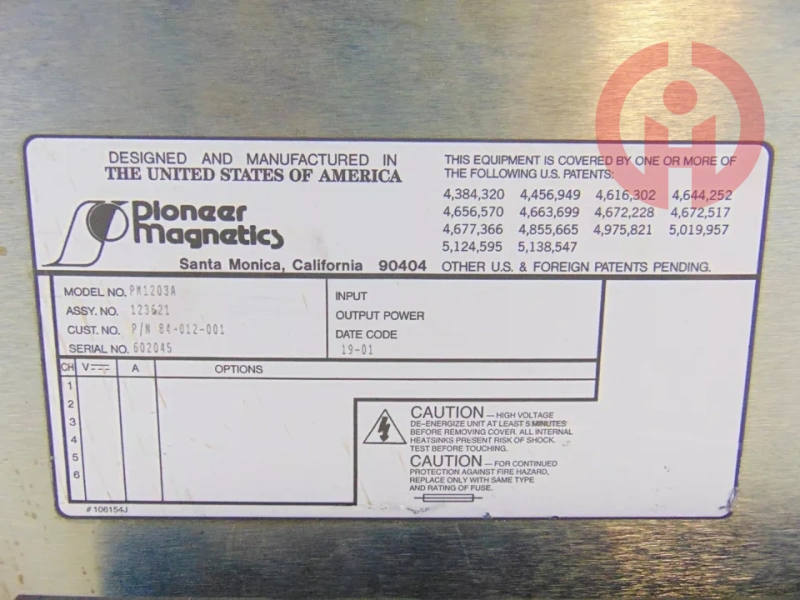 DESIGNED AND MANUFACTURED IN
THE UNITED STATES OF AMERICA
Pioneer
magnetics
Santa Monica, California 90404
THIS EQUIPMENT IS COVERED BY ONE OR MORE OF
THE FOLLOWING U.S. PATENTS:
4,384,320 4,456,949 4,616,302 4,644,252
4,656,570 4,663,699 4,672,228 4,672,517
4,677,366 4,855,665 4,975,821 5,019,957
5,124,595 5,138,547
OTHER U.S. & FOREIGN PATENTS PENDING.
MODEL NO. PM1203A
ASSY. NO. 123621
CUST. NO. P/N 84-012-001
SERIAL NO. 602045
INPUT
OUTPUT POWER
DATE CODE
19-01
CH V A OPTIONS
1
2
3
4
5
6
CAUTION — HIGH VOLTAGE
DE-ENERGIZE UNIT AT LEAST 5 MINUTES
BEFORE REMOVING COVER. ALL INTERNAL
HEATSINKS PRESENT RISK OF SHOCK.
TEST BEFORE TOUCHING.
CAUTION — FOR CONTINUED
PROTECTION AGAINST FIRE HAZARD,
REPLACE ONLY WITH SAME TYPE
AND RATING OF FUSE.
# 106154J